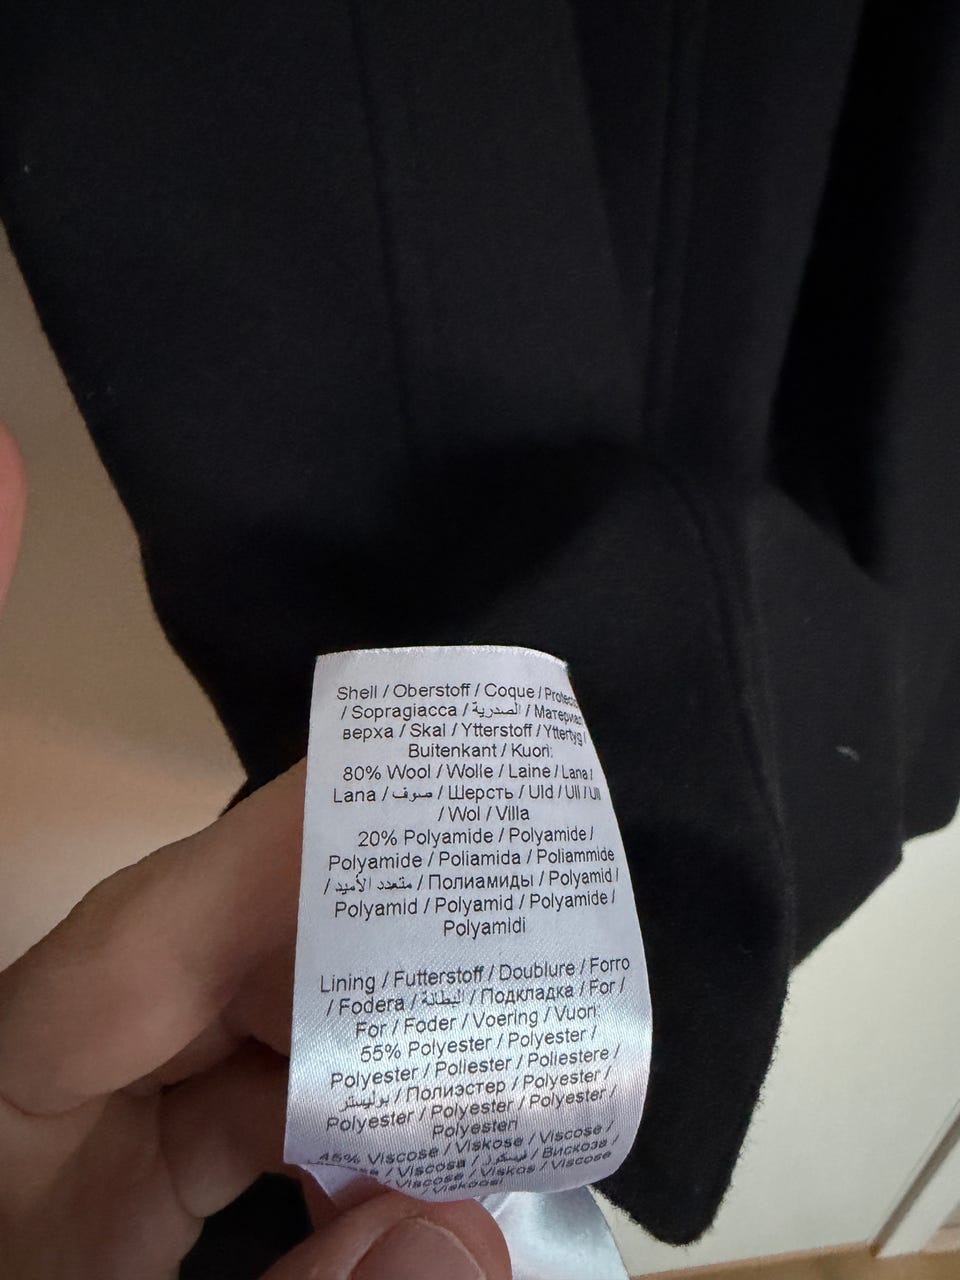 Shell / Oberstoff / Coque /
/ Sopragiacca / الصدرية /
верха / Skal / Ytterstoff / Yttertyg /
Buitenkant / Kuori:
80% Wool / Wolle / Laine / Lana /
Lana / صوف / Шерсть / Uld / Ull / Ull
/ Wol / Villa
20% Polyamide / Polyamide /
Polyamide / Poliamida / Poliammide
/ متعدد الأميد / Полиамиды / Polyamid /
Polyamid / Polyamid / Polyamide /
Polyamidi
Lining / Futterstoff / Doublure / Forro
/ Fodera / البطانة / Подкладка / For /
For / Foder / Voering / Vuori:
55% Polyester / Polyester /
Polyester / Poliester / Poliestere /
بوليستر / Полиэстер / Polyester /
Polyester / Polyester / Polyester /
Polyesteri
45% Viscose / Viskose / Viscose /
/ Viscosa / فيسكوز / Вискоза /
/ Viscose / Viskos / Viscose
/ Viskoosi